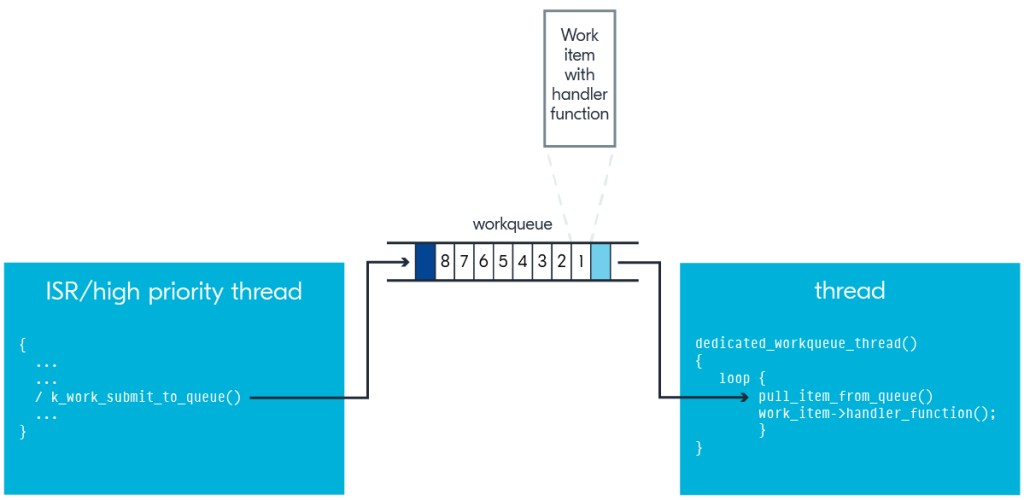 Work
item
with
handler
function
workqueue
8 7 6 5 4 3 2 1
ISR/high priority thread
{
...
...
/ k_work_submit_to_queue()
...
}
thread
dedicated_workqueue_thread()
{
loop {
pull_item_from_queue()
work_item->handler_function();
}
}